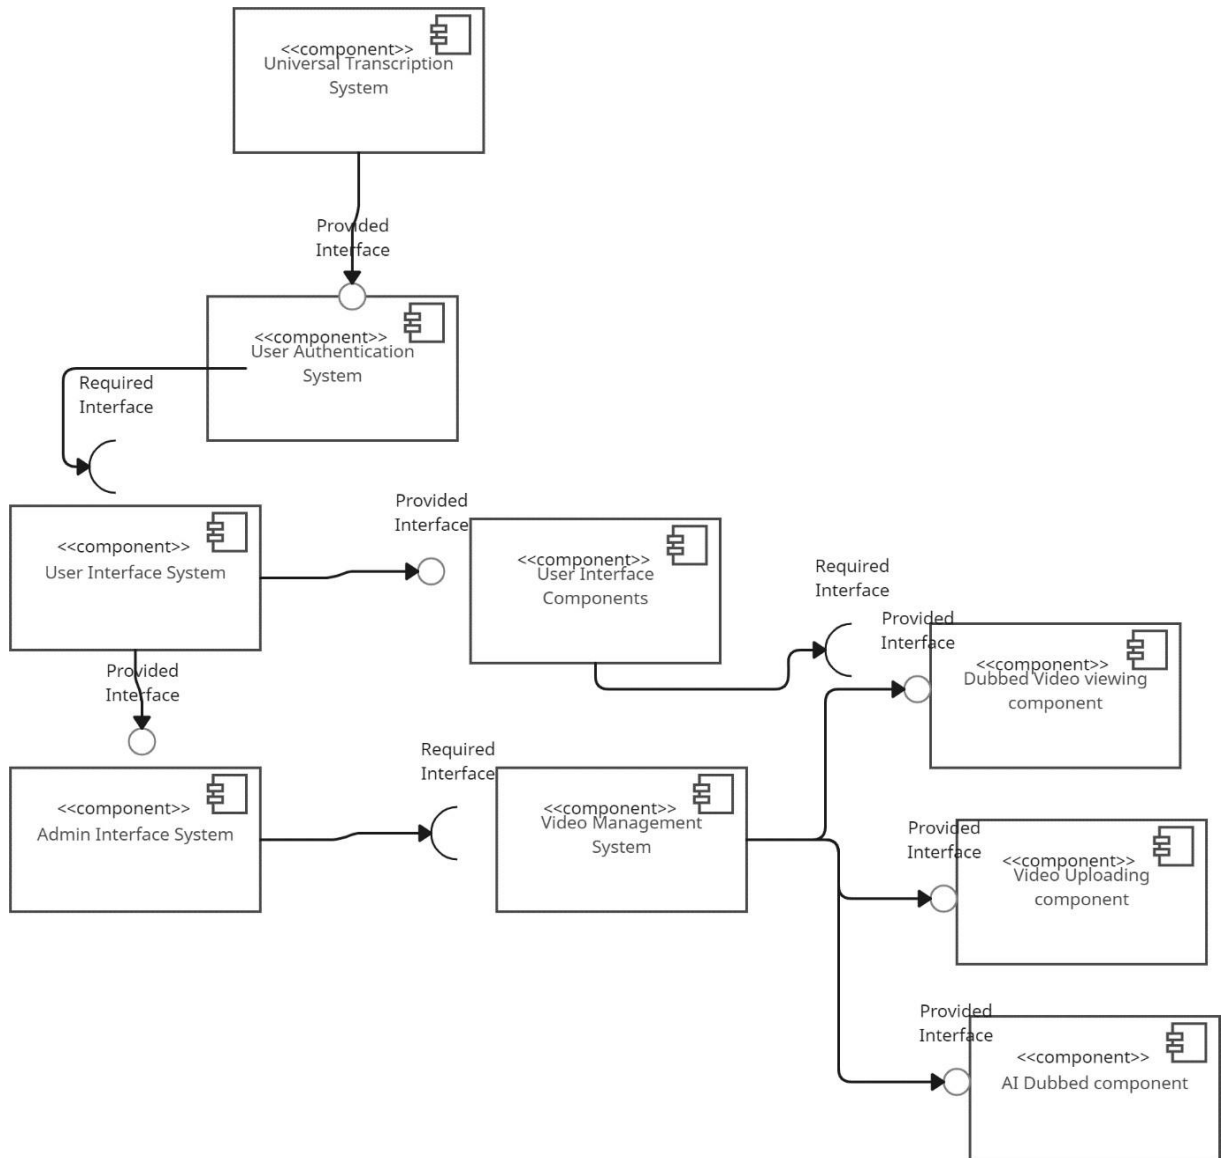 <<component>>
Universal Transcription
System
Provided
Interface
<<component>>
User Authentication
System
Required
Interface
<<component>>
User Interface System
Provided
Interface
<<component>>
User Interface
Components
Required
Interface
Provided
Interface
<<component>>
Dubbed Video viewing
component
Provided
Interface
<<component>>
Admin Interface System
Required
Interface
<<component>>
Video Management
System
Provided
Interface
<<component>>
Video Uploading
component
Provided
Interface
<<component>>
AI Dubbed component